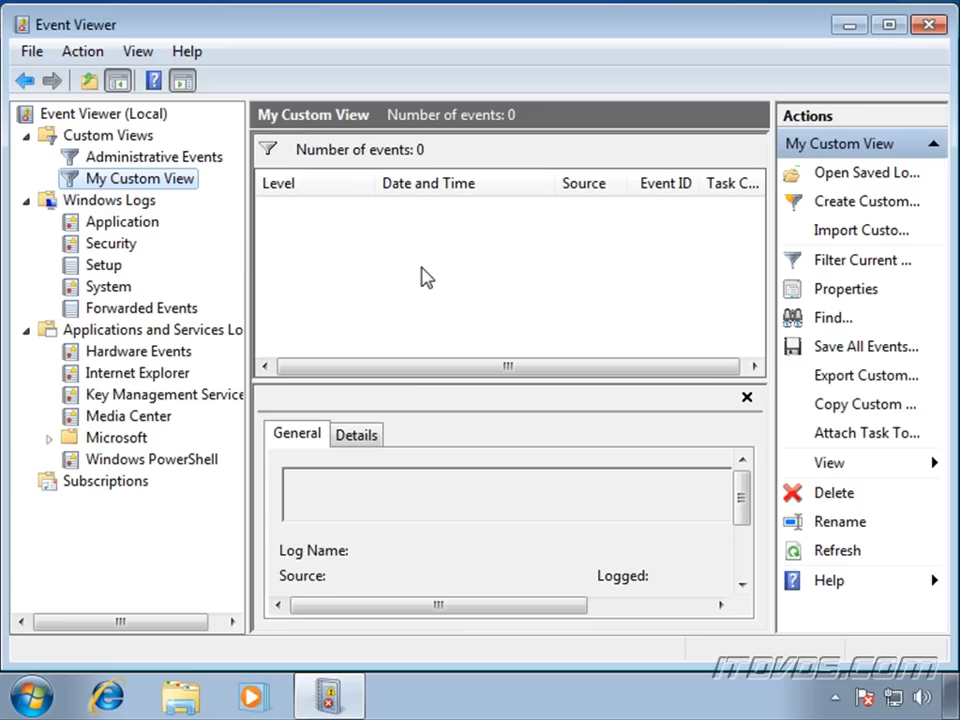 Event Viewer
File Action View Help
Event Viewer (Local)
Custom Views
Administrative Events
My Custom View
Windows Logs
Application
Security
Setup
System
Forwarded Events
Applications and Services Lo
Hardware Events
Internet Explorer
Key Management Service
Media Center
Microsoft
Windows PowerShell
Subscriptions
My Custom View Number of events: 0
Number of events: 0
Level Date and Time Source Event ID Task C...
General Details
Log Name:
Source: Logged:
Actions
My Custom View
Open Saved Lo...
Create Custom...
Import Custo...
Filter Current ...
Properties
Find...
Save All Events...
Export Custom...
Copy Custom ...
Attach Task To...
View
Delete
Rename
Refresh
Help
ITDVDS.COM